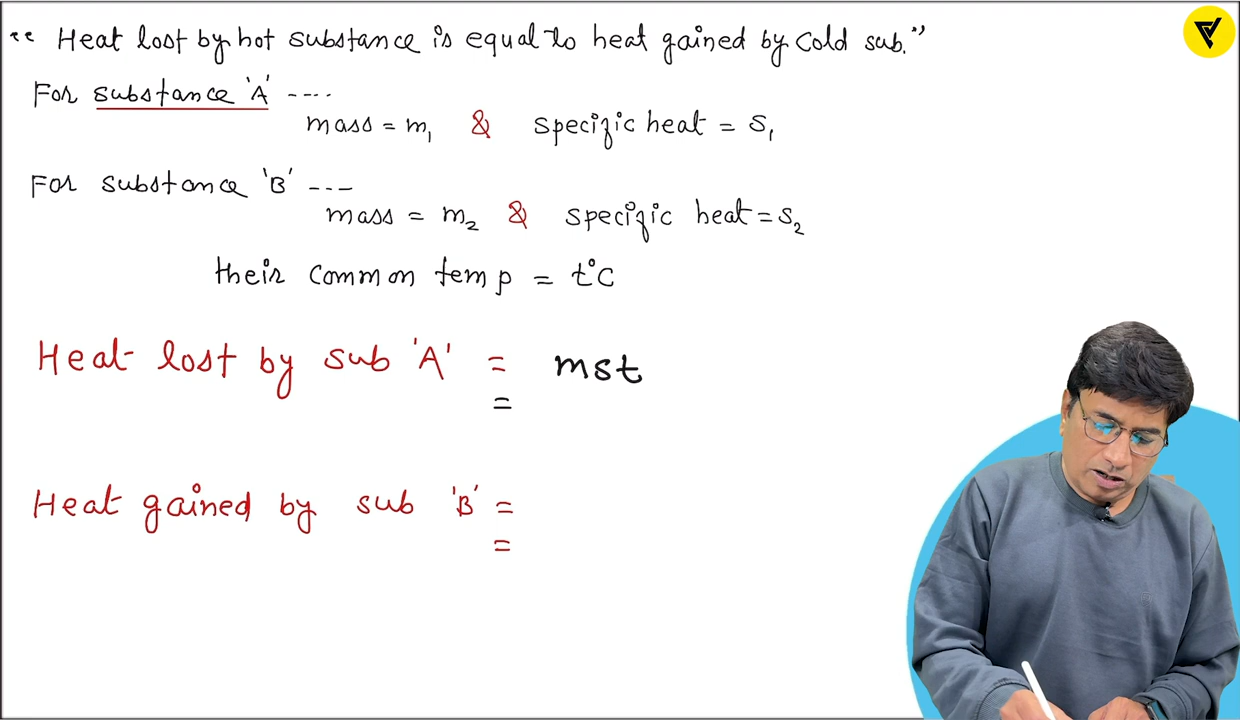 “ Heat lost by hot substance is equal to heat gained by cold sub.”
For substance 'A' ----
mass = m₁ & specific heat = s₁
For substance 'B' ---
mass = m₂ & specific heat = s₂
their common temp = t°C
Heat lost by sub 'A' = mst
=
Heat gained by sub 'B' =
=